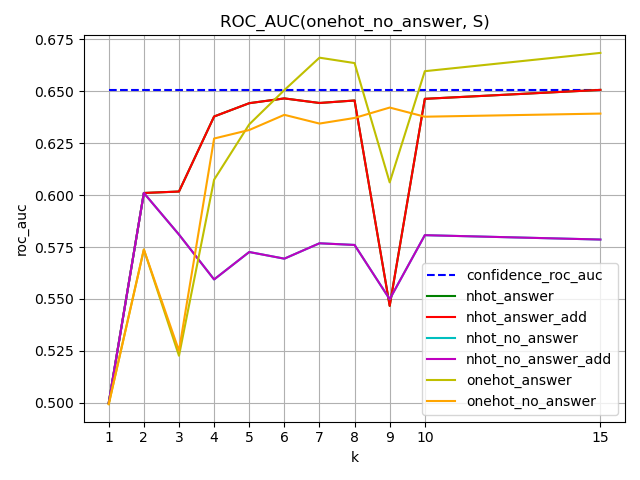 ROC_AUC(onehot_no_answer, S)
0.675
0.650
0.625
0.600
0.575
0.550
0.525
0.500
roc_auc
confidence_roc_auc
nhot_answer
nhot_answer_add
nhot_no_answer
nhot_no_answer_add
onehot_answer
onehot_no_answer
1 2 3 4 5 6 7 8 9 10 15
k